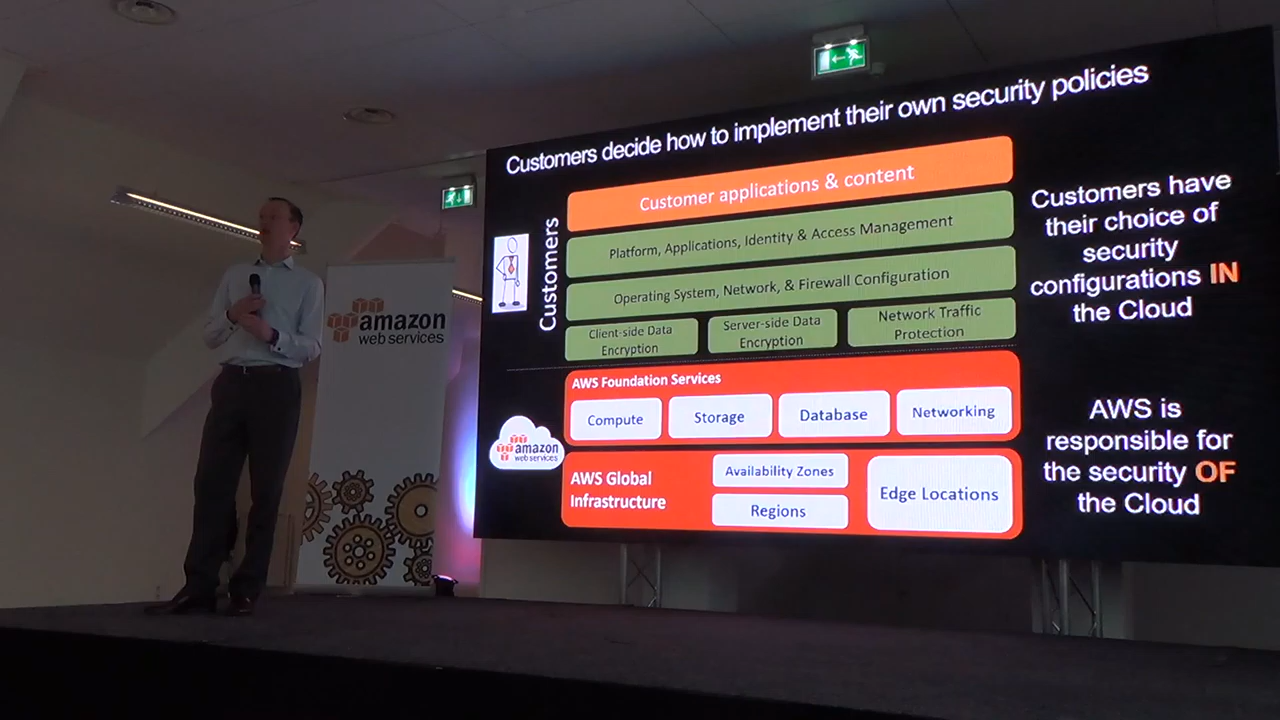 Customers decide how to implement their own security policies
Customers
Customer applications & content
Platform, Applications, Identity & Access Management
Operating System, Network, & Firewall Configuration
Client-side Data
Encryption
Server-side Data
Encryption
Network Traffic
Protection
Customers have
their choice of
security
configurations IN
the Cloud
amazon
web services
AWS Foundation Services
Compute
Storage
Database
Networking
amazon
web services
AWS Global
Infrastructure
Availability Zones
Regions
Edge Locations
AWS is
responsible for
the security OF
the Cloud